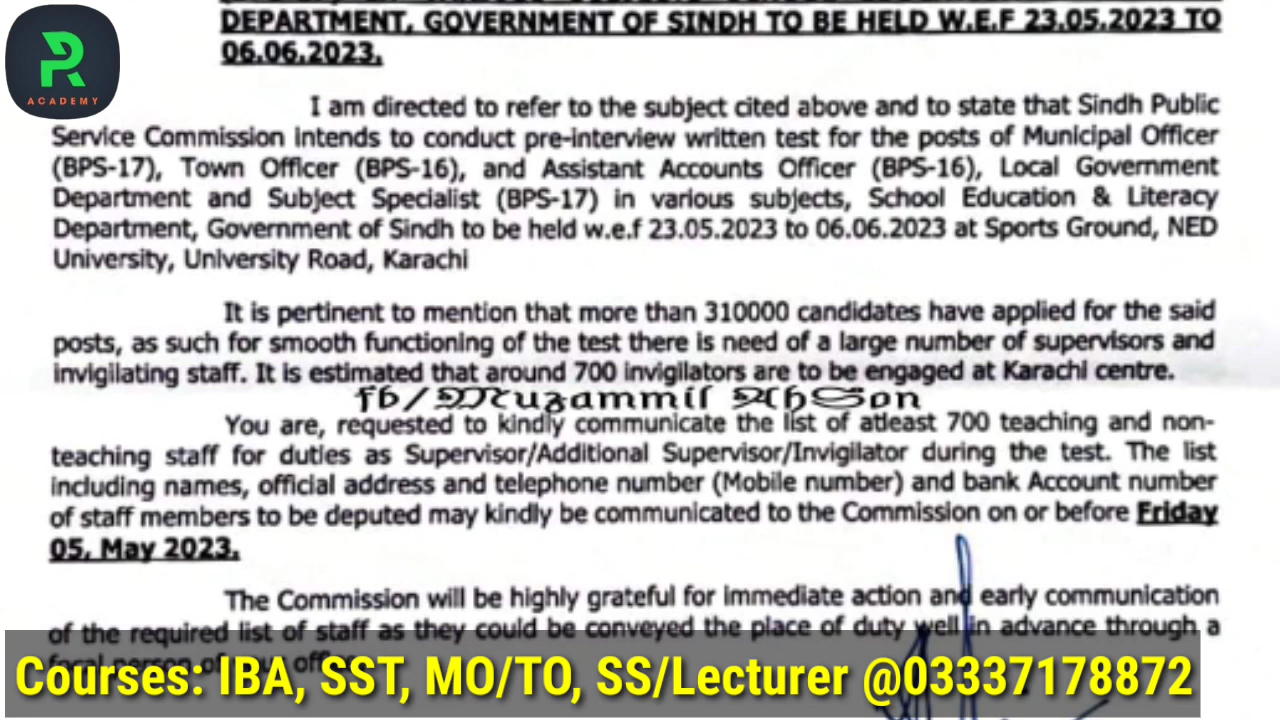 DEPARTMENT, GOVERNMENT OF SINDH TO BE HELD W.E.F 23.05.2023 TO
06.06.2023.
PR
ACADEMY
I am directed to refer to the subject cited above and to state that Sindh Public
Service Commission intends to conduct pre-interview written test for the posts of Municipal Officer
(BPS-17), Town Officer (BPS-16), and Assistant Accounts Officer (BPS-16), Local Government
Department and Subject Specialist (BPS-17) in various subjects, School Education & Literacy
Department, Government of Sindh to be held w.e.f 23.05.2023 to 06.06.2023 at Sports Ground, NED
University, University Road, Karachi
It is pertinent to mention that more than 310000 candidates have applied for the said
posts, as such for smooth functioning of the test there is need of a large number of supervisors and
invigilating staff. It is estimated that around 700 invigilators are to be engaged at Karachi centre.
fb/Muzammil Ahson
You are, requested to kindly communicate the list of atleast 700 teaching and non-
teaching staff for duties as Supervisor/Additional Supervisor/Invigilator during the test. The list
including names, official address and telephone number (Mobile number) and bank Account number
of staff members to be deputed may kindly be communicated to the Commission on or before Friday
05, May 2023.
The Commission will be highly grateful for immediate action and early communication
of the required list of staff as they could be conveyed the place of duty well in advance through a
Courses: IBA, SST, MO/TO, SS/Lecturer @03337178872